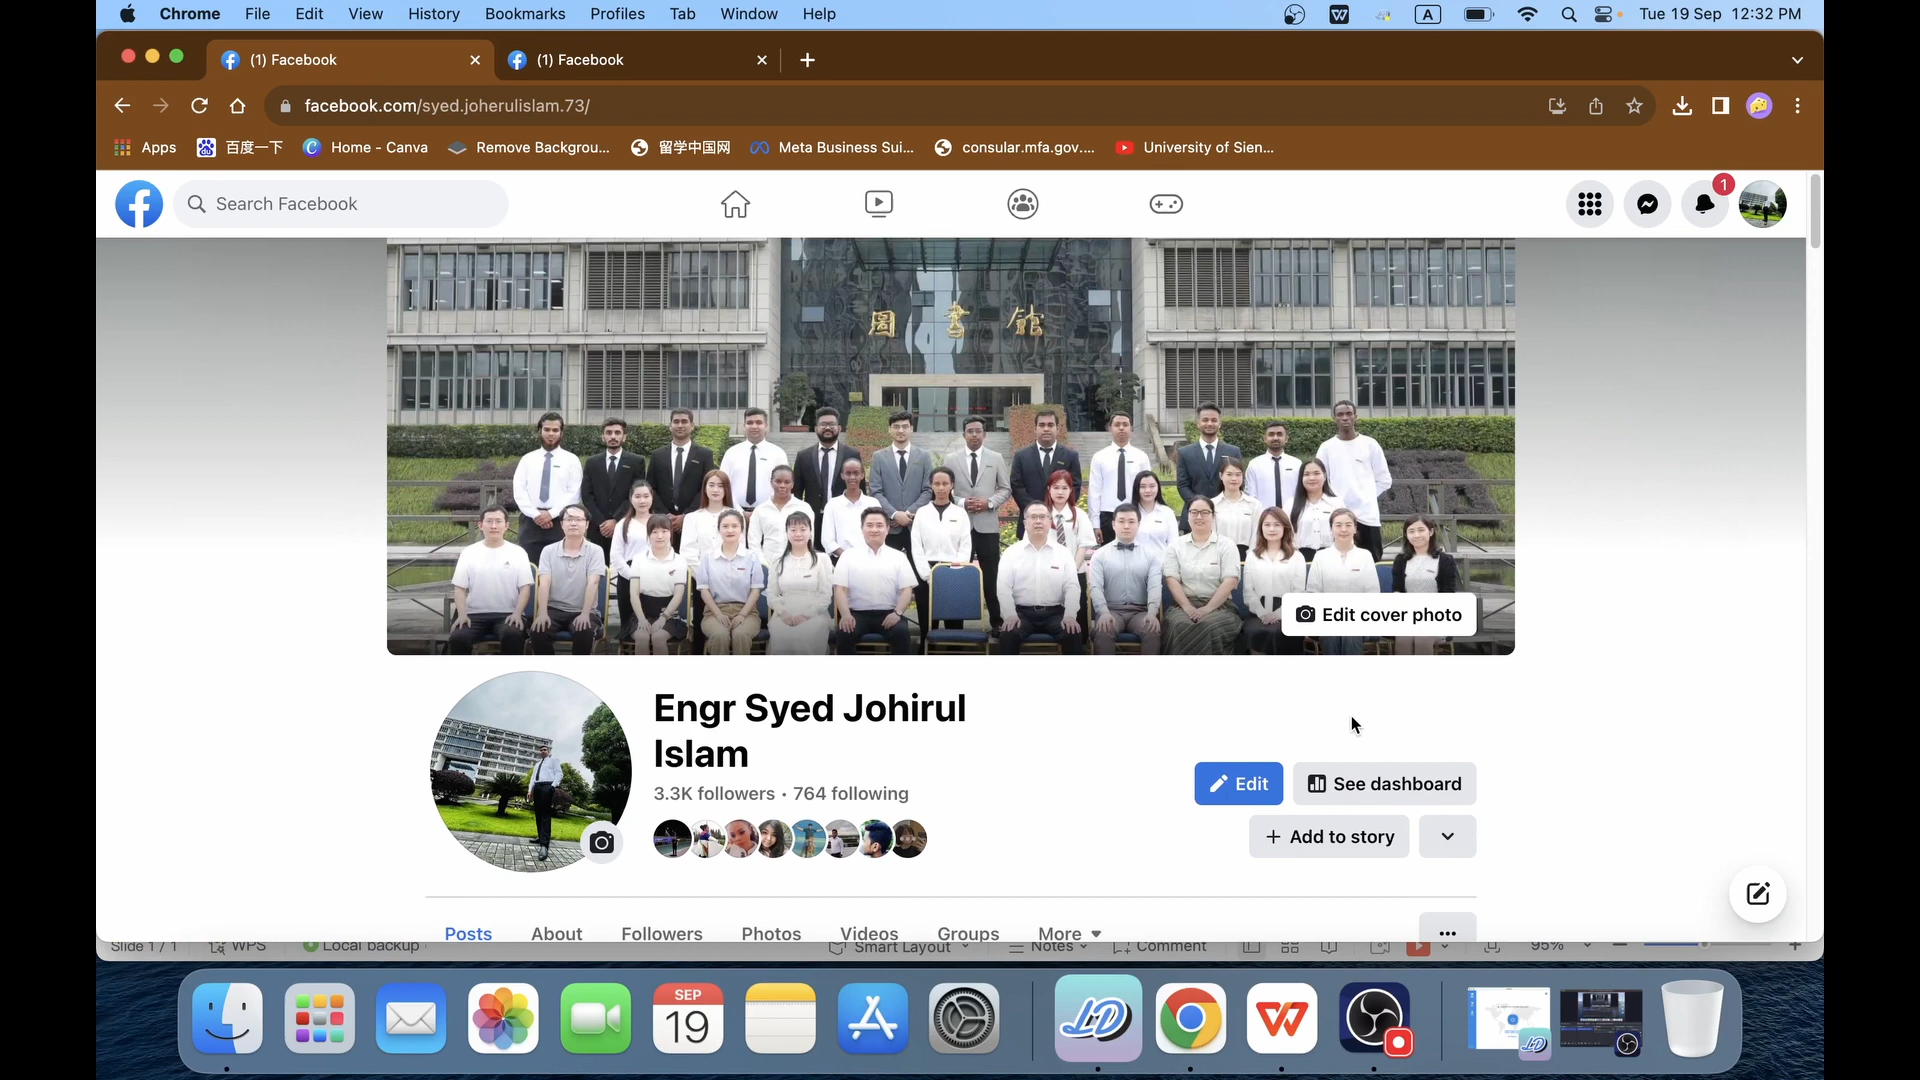 Chrome File Edit View History Bookmarks Profiles Tab Window Help
A
Tue 19 Sep 12:32 PM
(1) Facebook
(1) Facebook
facebook.com/syed.joherulislam.73/
Apps
百度一下
Home - Canva
Remove Backgrou...
留学中国网
Meta Business Sui...
consular.mfa.gov....
University of Sien...
Search Facebook
1
圖書館
Edit cover photo
Engr Syed Johirul
Islam
3.3K followers • 764 following
Edit
See dashboard
+ Add to story
Posts About Followers Photos Videos Groups More
Slide 1 / 1 WPS Local backup Smart Layout Notes Comment 95%
SEP
19